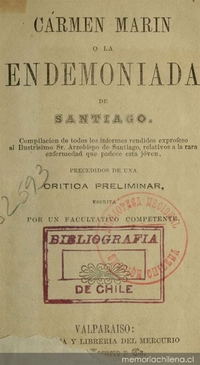 CÁRMEN MARIN
O LA
ENDEMONIADA
DE
SANTIAGO.
Compilacion de todos los informes rendidos espreso
al Ilustrísimo Sr. Arzobispo de Santiago, relativos a la rara
enfermedad que padece esta jóven,
PRECEDIDOS DE UNA
CRITICA PRELIMINAR,
ESCRITA
POR UN FACULTATIVO COMPETENTE.
BIBLIOGRAFIA
DE CHILE
VALPARAISO:
Y LIBRERIA DEL MERCURIO
memoriachilena.cl